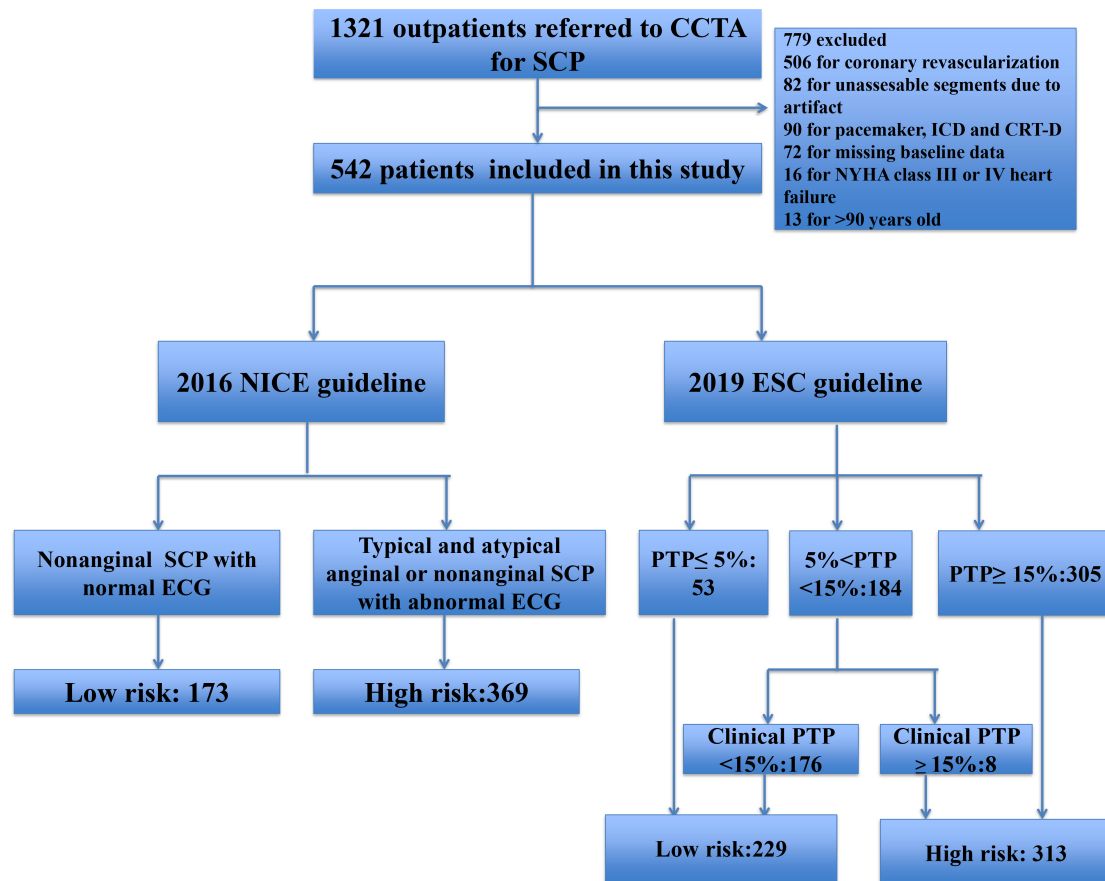 1321 outpatients referred to CCTA
for SCP
779 excluded
506 for coronary revascularization
82 for unassesable segments due to
artifact
90 for pacemaker, ICD and CRT-D
72 for missing baseline data
16 for NYHA class III or IV heart
failure
13 for >90 years old
542 patients included in this study
2016 NICE guideline
2019 ESC guideline
Nonanginal SCP with
normal ECG
Typical and atypical
anginal or nonanginal SCP
with abnormal ECG
PTP≤ 5%:
53
5%<PTP
<15%:184
PTP≥ 15%:305
Low risk: 173
High risk:369
Clinical PTP
<15%:176
Clinical PTP
≥ 15%:8
Low risk:229
High risk: 313